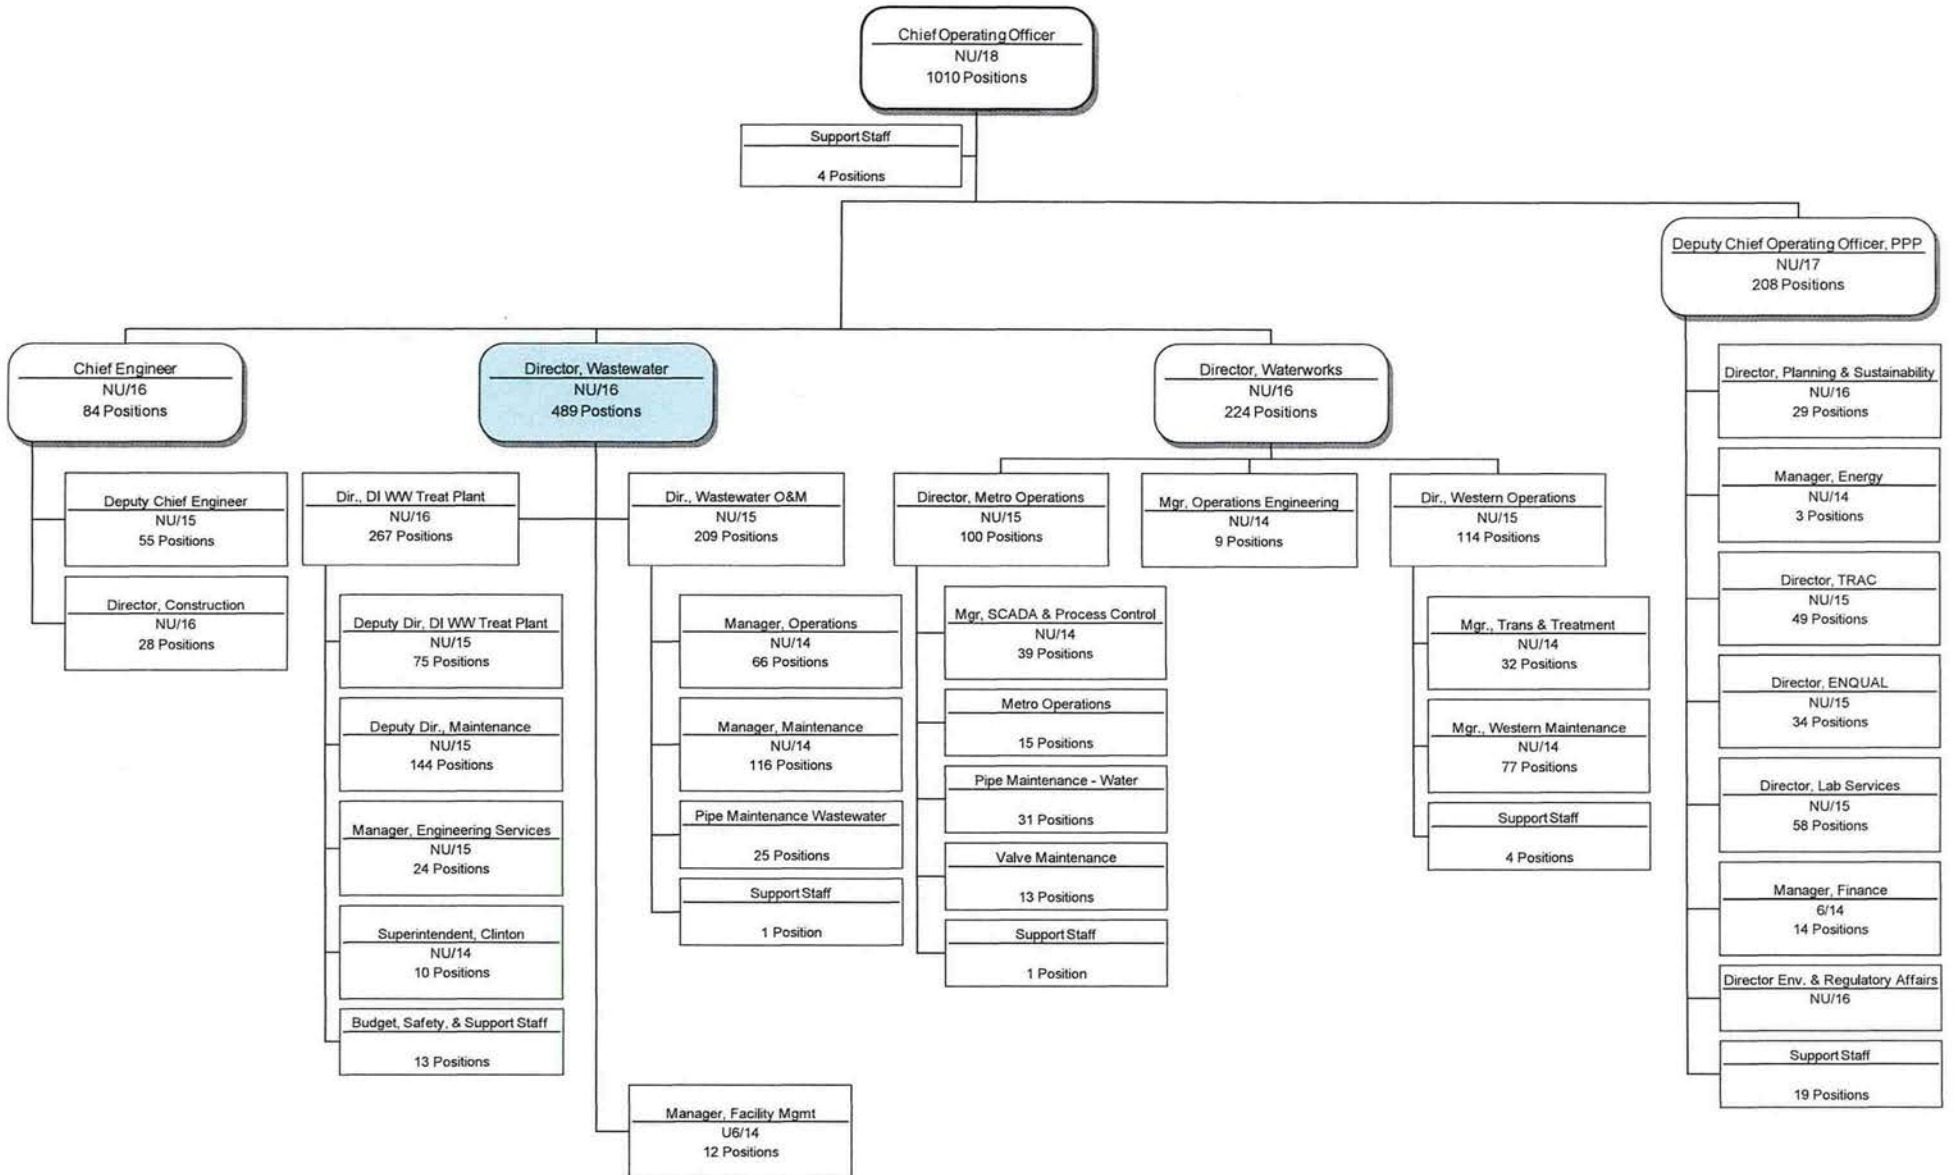 Chief Operating Officer
NU/18
1010 Positions
Support Staff
4 Positions
Deputy Chief Operating Officer, PPP
NU/17
208 Positions
Chief Engineer
NU/16
84 Positions
Director, Wastewater
NU/16
489 Postions
Director, Waterworks
NU/16
224 Positions
Deputy Chief Engineer
NU/15
55 Positions
Director, Construction
NU/16
28 Positions
Dir., DI WW Treat Plant
NU/16
267 Positions
Deputy Dir, DI WW Treat Plant
NU/15
75 Positions
Deputy Dir., Maintenance
NU/15
144 Positions
Manager, Engineering Services
NU/15
24 Positions
Superintendent, Clinton
NU/14
10 Positions
Budget, Safety, & Support Staff
13 Positions
Dir., Wastewater O&M
NU/15
209 Positions
Manager, Operations
NU/14
66 Positions
Manager, Maintenance
NU/14
116 Positions
Pipe Maintenance Wastewater
25 Positions
Support Staff
1 Position
Manager, Facility Mgmt
U6/14
12 Positions
Director, Metro Operations
NU/15
100 Positions
Mgr, SCADA & Process Control
NU/14
39 Positions
Metro Operations
15 Positions
Pipe Maintenance - Water
31 Positions
Valve Maintenance
13 Positions
Support Staff
1 Position
Mgr, Operations Engineering
NU/14
9 Positions
Dir., Western Operations
NU/15
114 Positions
Mgr., Trans & Treatment
NU/14
32 Positions
Mgr., Western Maintenance
NU/14
77 Positions
Support Staff
4 Positions
Director, Planning & Sustainability
NU/16
29 Positions
Manager, Energy
NU/14
3 Positions
Director, TRAC
NU/15
49 Positions
Director, ENQUAL
NU/15
34 Positions
Director, Lab Services
NU/15
58 Positions
Manager, Finance
6/14
14 Positions
Director Env. & Regulatory Affairs
NU/16
Support Staff
19 Positions